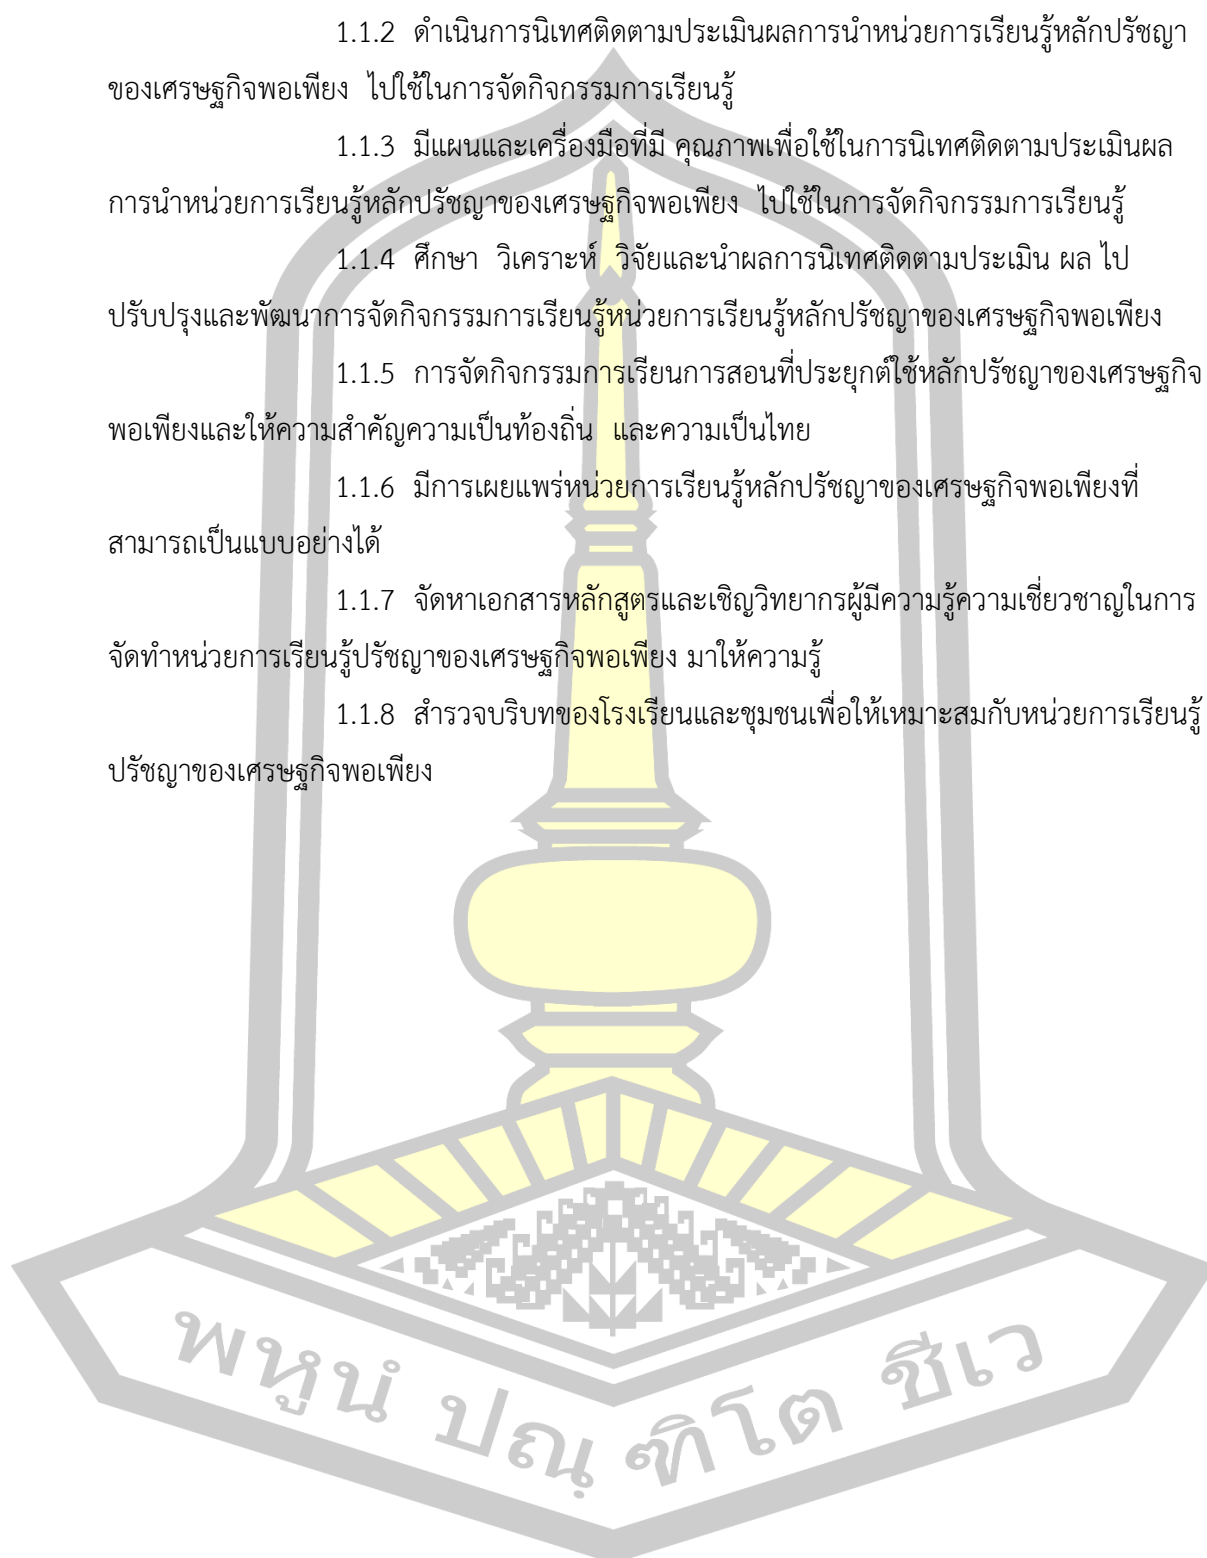 1.1.2 ดำเนินการนิเทศติดตามประเมินผลการนำหน่วยการเรียนรู้หลักปรัชญา
ของเศรษฐกิจพอเพียง ไปใช้ในการจัดกิจกรรมการเรียนรู้
1.1.3 มีแผนและเครื่องมือที่มี คุณภาพเพื่อใช้ในการนิเทศติดตามประเมินผล
การนำหน่วยการเรียนรู้หลักปรัชญาของเศรษฐกิจพอเพียง ไปใช้ในการจัดกิจกรรมการเรียนรู้
1.1.4 ศึกษา วิเคราะห์ วิจัยและนำผลการนิเทศติดตามประเมิน ผล ไป
ปรับปรุงและพัฒนาการจัดกิจกรรมการเรียนรู้หน่วยการเรียนรู้หลักปรัชญาของเศรษฐกิจพอเพียง
1.1.5 การจัดกิจกรรมการเรียนการสอนที่ประยุกต์ใช้หลักปรัชญาของเศรษฐกิจ
พอเพียงและให้ความสำคัญความเป็นท้องถิ่น และความเป็นไทย
1.1.6 มีการเผยแพร่หน่วยการเรียนรู้หลักปรัชญาของเศรษฐกิจพอเพียงที่
สามารถเป็นแบบอย่างได้
1.1.7 จัดหาเอกสารหลักสูตรและเชิญวิทยากรผู้มีความรู้ความเชี่ยวชาญในการ
จัดทำหน่วยการเรียนรู้ปรัชญาของเศรษฐกิจพอเพียง มาให้ความรู้
1.1.8 สำรวจบริบทของโรงเรียนและชุมชนเพื่อให้เหมาะสมกับหน่วยการเรียนรู้
ปรัชญาของเศรษฐกิจพอเพียง
พหูนํ ปณฺ ฑิโต ชีเว